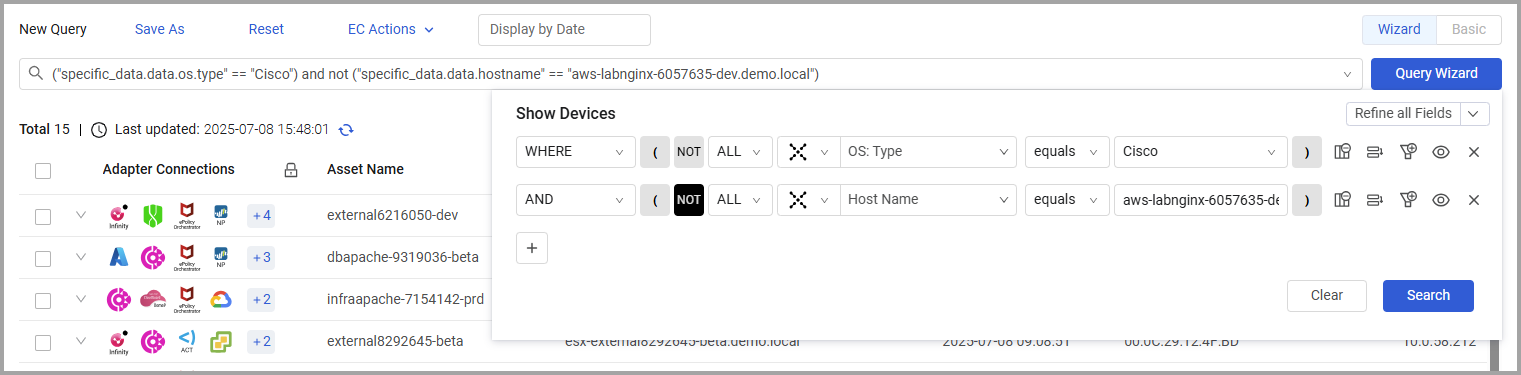 New Query Save As Reset EC Actions Display by Date Wizard Basic
("specific_data.data.os.type" == "Cisco") and not ("specific_data.data.hostname" == "aws-labnginx-6057635-dev.demo.local") Query Wizard
Show Devices Refine all Fields
Total 15 | Last updated: 2025-07-08 15:48:01
WHERE ( NOT ALL OS: Type equals Cisco )
Adapter Connections Asset Name
AND ( NOT ALL Host Name equals aws-labnginx-6057635-de )
Infinity ePolicy Orchestrator NP +4 external6216050-dev
+
ePolicy Orchestrator NP +3 dbapache-9319036-beta
ePolicy Orchestrator +2 infraapache-7154142-prd
Clear Search
Infinity ACT +2 external8292645-beta esx-external8292645-beta.demo.local 2025-07-08 09:08:51 00:0C:29:12:4F:BD 10.0.58.212